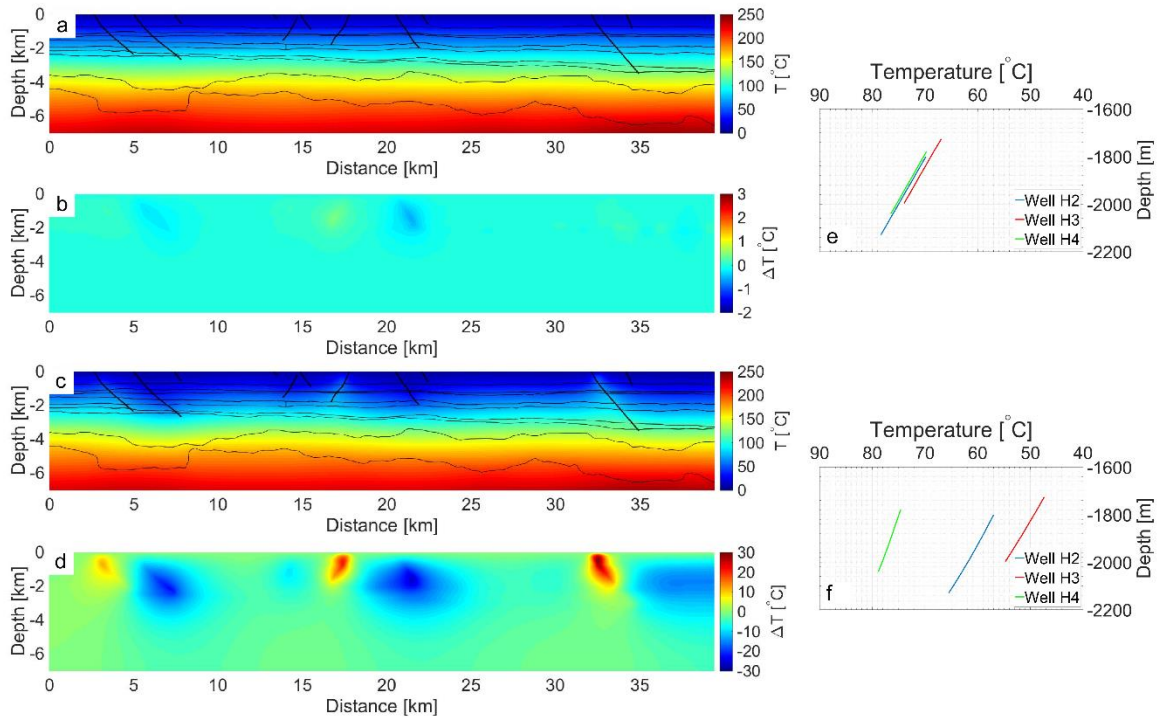 a
Depth [km]
0
-2
-4
-6
0 5 10 15 20 25 30 35
Distance [km]
250
200
150
100
50
0
T [°C]
b
Depth [km]
0
-2
-4
-6
0 5 10 15 20 25 30 35
Distance [km]
3
2
1
0
-1
-2
ΔT [°C]
c
Depth [km]
0
-2
-4
-6
0 5 10 15 20 25 30 35
Distance [km]
250
200
150
100
50
0
T [°C]
d
Depth [km]
0
-2
-4
-6
0 5 10 15 20 25 30 35
Distance [km]
30
20
10
0
-10
-20
-30
ΔT [°C]
Temperature [°C]
90 80 70 60 50 40
-1600
-1800
-2000
-2200
Depth [m]
Well H2
Well H3
Well H4
e
Temperature [°C]
90 80 70 60 50 40
-1600
-1800
-2000
-2200
Depth [m]
Well H2
Well H3
Well H4
f